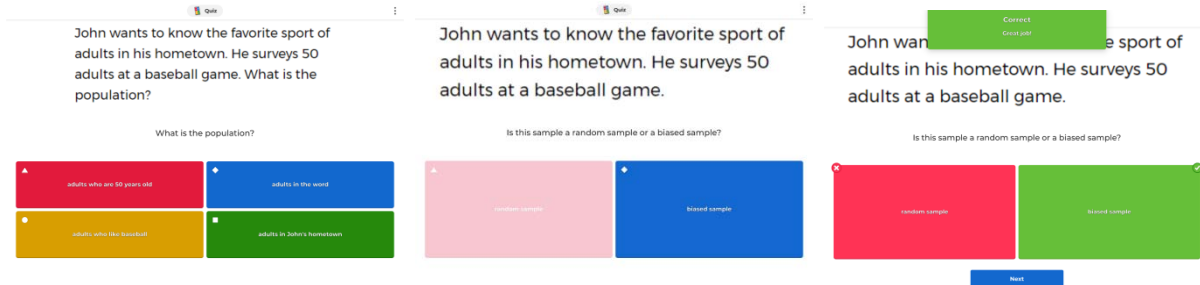 Quiz
John wants to know the favorite sport of
adults in his hometown. He surveys 50
adults at a baseball game. What is the
population?
What is the population?
adults who are 50 years old
adults in the word
adults who like baseball
adults in John's hometown
Quiz
John wants to know the favorite sport of
adults in his hometown. He surveys 50
adults at a baseball game.
Is this sample a random sample or a biased sample?
random sample
biased sample
Correct
Great job!
John wan e sport of
adults in his hometown. He surveys 50
adults at a baseball game.
Is this sample a random sample or a biased sample?
random sample
biased sample
Next